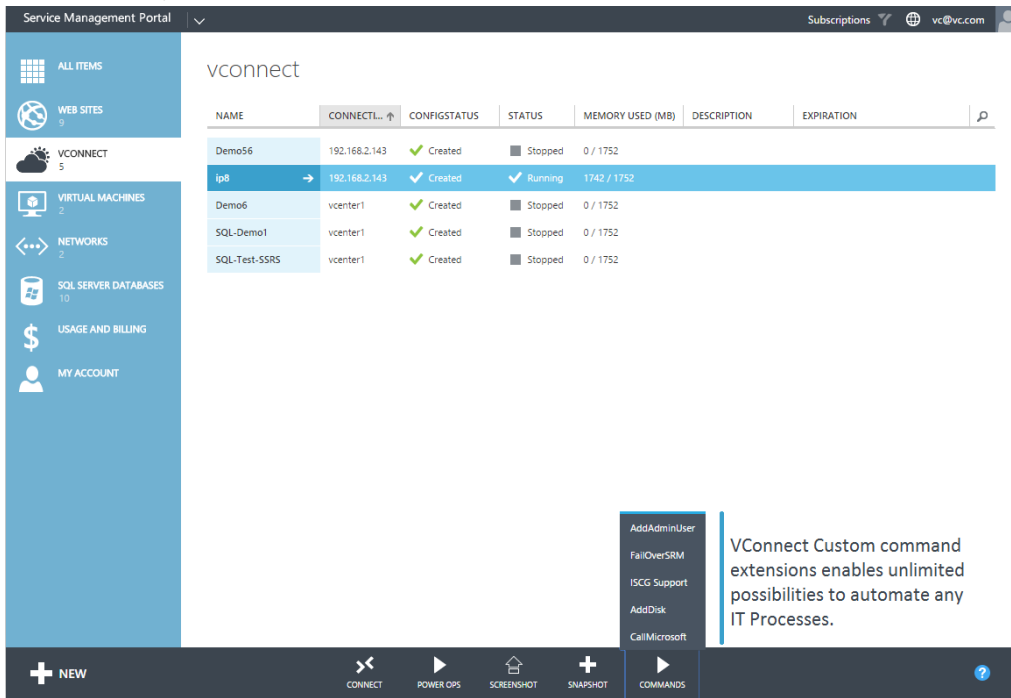 Service Management Portal
Subscriptions
vc@vc.com
ALL ITEMS
WEB SITES
9
VCONNECT
5
VIRTUAL MACHINES
2
NETWORKS
2
SQL SERVER DATABASES
10
USAGE AND BILLING
MY ACCOUNT
vconnect
NAME CONNECTI... CONFIGSTATUS STATUS MEMORY USED (MB) DESCRIPTION EXPIRATION
Demo56 192.168.2.143 Created Stopped 0 / 1752
ip8 192.168.2.143 Created Running 1742 / 1752
Demo6 vcenter1 Created Stopped 0 / 1752
SQL-Demo1 vcenter1 Created Stopped 0 / 1752
SQL-Test-SSRS vcenter1 Created Stopped 0 / 1752
AddAdminUser
FailOverSRM
ISCG Support
AddDisk
CallMicrosoft
VConnect Custom command
extensions enables unlimited
possibilities to automate any
IT Processes.
NEW
CONNECT
POWER OPS
SCREENSHOT
SNAPSHOT
COMMANDS
?